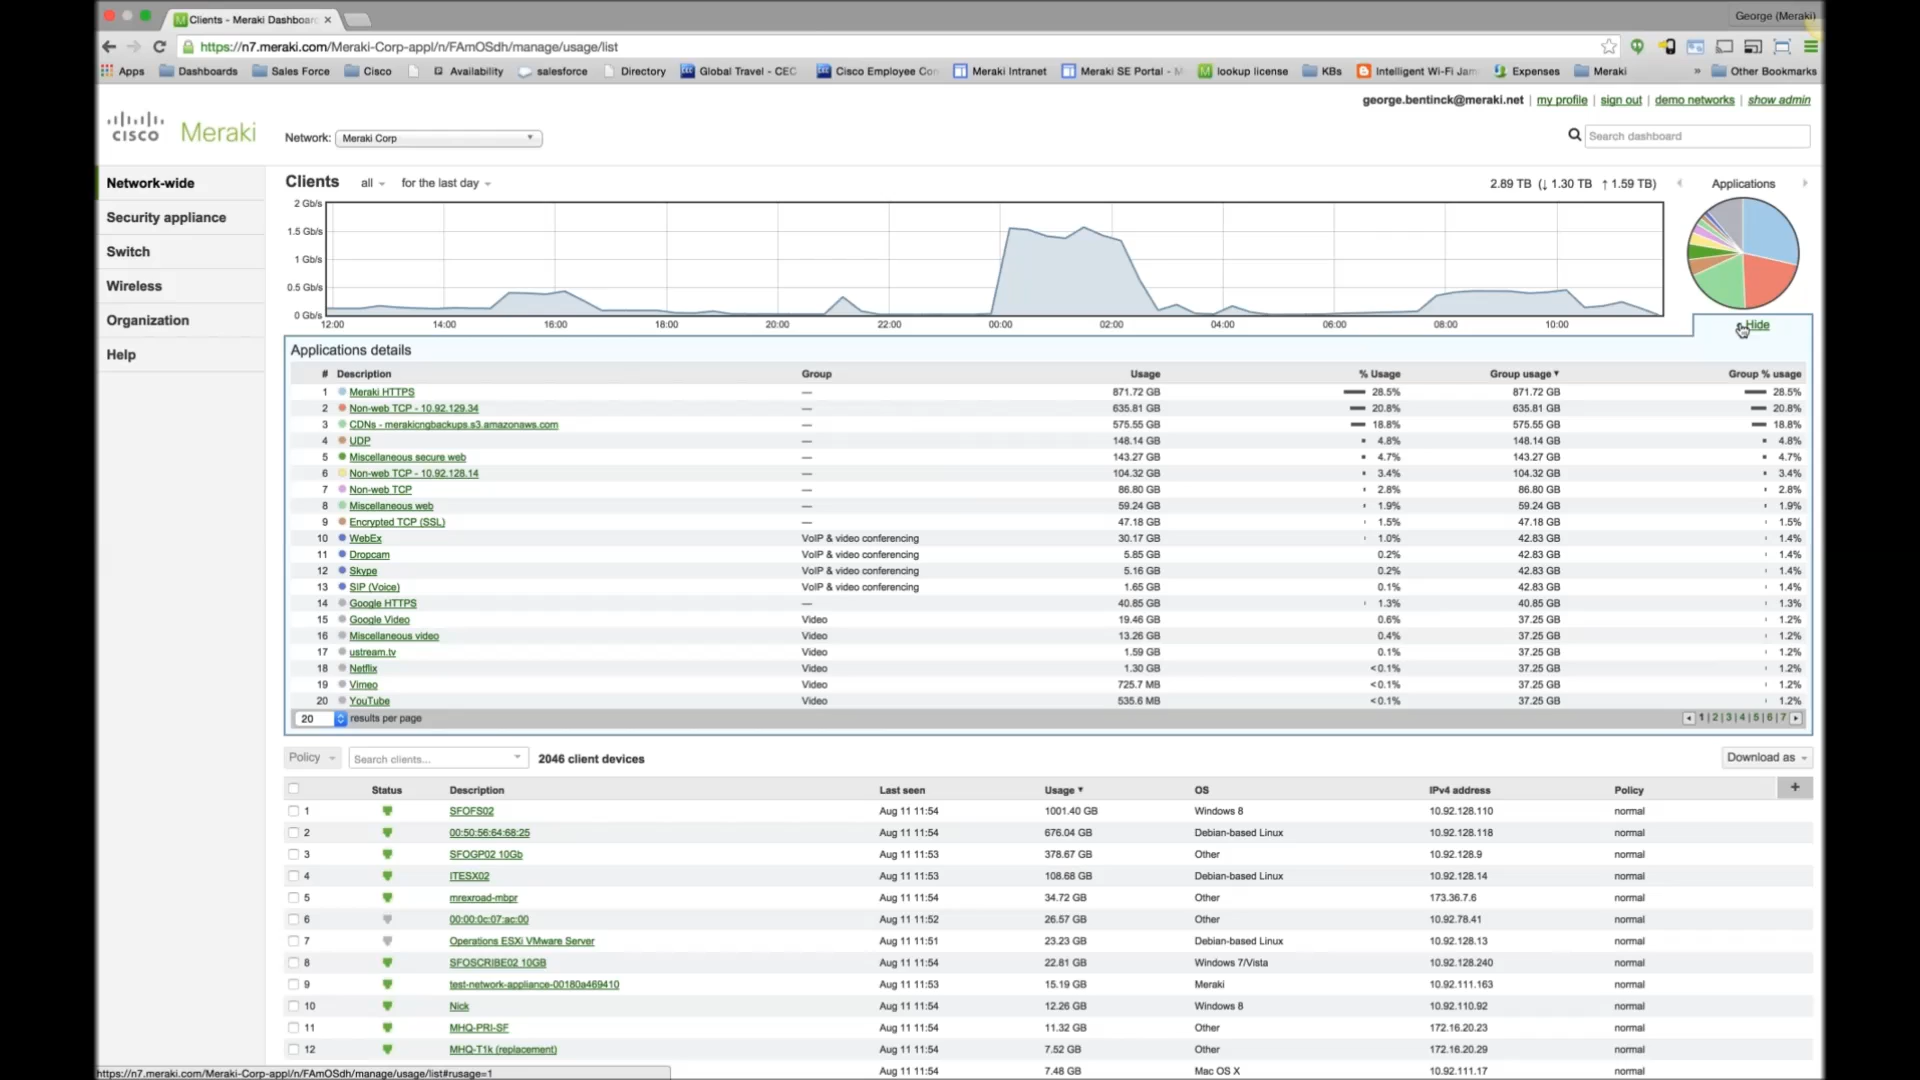 Clients - Meraki Dashboard
George (Meraki)
https://n7.meraki.com/Meraki-Corp-appl/n/FAmOSdh/manage/usage/list
Apps Dashboards Sales Force Cisco Availability salesforce Directory Global Travel - CEC Cisco Employee Con Meraki Intranet Meraki SE Portal - M lookup license KBs Intelligent Wi-Fi Jam Expenses Meraki » Other Bookmarks
george.bentinck@meraki.net | my profile | sign out | demo networks | show admin
CISCO Meraki Network: Meraki Corp Search dashboard
Network-wide
Security appliance
Switch
Wireless
Organization
Help
Clients all for the last day 2.89 TB (↓ 1.30 TB ↑ 1.59 TB) Applications
2 Gb/s
1.5 Gb/s
1 Gb/s
0.5 Gb/s
0 Gb/s
12:00 14:00 16:00 18:00 20:00 22:00 00:00 02:00 04:00 06:00 08:00 10:00
Hide
Applications details
# Description Group Usage % Usage Group usage ▼ Group % usage
1 Meraki HTTPS — 871.72 GB 28.5% 871.72 GB 28.5%
2 Non-web TCP - 10.92.129.34 — 635.81 GB 20.8% 635.81 GB 20.8%
3 CDNs - merakicngbackups.s3.amazonaws.com — 575.55 GB 18.8% 575.55 GB 18.8%
4 UDP — 148.14 GB 4.8% 148.14 GB 4.8%
5 Miscellaneous secure web — 143.27 GB 4.7% 143.27 GB 4.7%
6 Non-web TCP - 10.92.128.14 — 104.32 GB 3.4% 104.32 GB 3.4%
7 Non-web TCP — 86.80 GB 2.8% 86.80 GB 2.8%
8 Miscellaneous web — 59.24 GB 1.9% 59.24 GB 1.9%
9 Encrypted TCP (SSL) — 47.18 GB 1.5% 47.18 GB 1.5%
10 WebEx VoIP & video conferencing 30.17 GB 1.0% 42.83 GB 1.4%
11 Dropcam VoIP & video conferencing 5.85 GB 0.2% 42.83 GB 1.4%
12 Skype VoIP & video conferencing 5.16 GB 0.2% 42.83 GB 1.4%
13 SIP (Voice) VoIP & video conferencing 1.65 GB 0.1% 42.83 GB 1.4%
14 Google HTTPS — 40.85 GB 1.3% 40.85 GB 1.3%
15 Google Video Video 19.46 GB 0.6% 37.25 GB 1.2%
16 Miscellaneous video Video 13.26 GB 0.4% 37.25 GB 1.2%
17 ustream.tv Video 1.59 GB 0.1% 37.25 GB 1.2%
18 Netflix Video 1.30 GB <0.1% 37.25 GB 1.2%
19 Vimeo Video 725.7 MB <0.1% 37.25 GB 1.2%
20 YouTube Video 535.6 MB <0.1% 37.25 GB 1.2%
20 results per page 1 | 2 | 3 | 4 | 5 | 6 | 7
Policy Search clients... 2046 client devices Download as
Status Description Last seen Usage ▼ OS IPv4 address Policy +
1 SFOFS02 Aug 11 11:54 1001.40 GB Windows 8 10.92.128.110 normal
2 00:50:56:64:68:25 Aug 11 11:54 676.04 GB Debian-based Linux 10.92.128.118 normal
3 SFOGP02 10Gb Aug 11 11:53 378.67 GB Other 10.92.128.9 normal
4 ITESX02 Aug 11 11:53 108.68 GB Debian-based Linux 10.92.128.14 normal
5 mrexroad-mbpr Aug 11 11:54 34.72 GB Other 173.36.7.6 normal
6 00:00:0c:07:ac:00 Aug 11 11:52 26.57 GB Other 10.92.78.41 normal
7 Operations ESXi VMware Server Aug 11 11:51 23.23 GB Debian-based Linux 10.92.128.13 normal
8 SFOSCRIBE02 10GB Aug 11 11:54 22.81 GB Windows 7/Vista 10.92.128.240 normal
9 test-network-appliance-00180a469410 Aug 11 11:53 15.19 GB Meraki 10.92.111.163 normal
10 Nick Aug 11 11:54 12.26 GB Windows 8 10.92.110.92 normal
11 MHQ-PRI-SF Aug 11 11:54 11.32 GB Other 172.16.20.23 normal
12 MHQ-T1k (replacement) Aug 11 11:54 7.52 GB Other 172.16.20.29 normal
Aug 11 11:54 7.48 GB Mac OS X 10.92.111.17 normal
https://n7.meraki.com/Meraki-Corp-appl/n/FAmOSdh/manage/usage/list#rusage=1